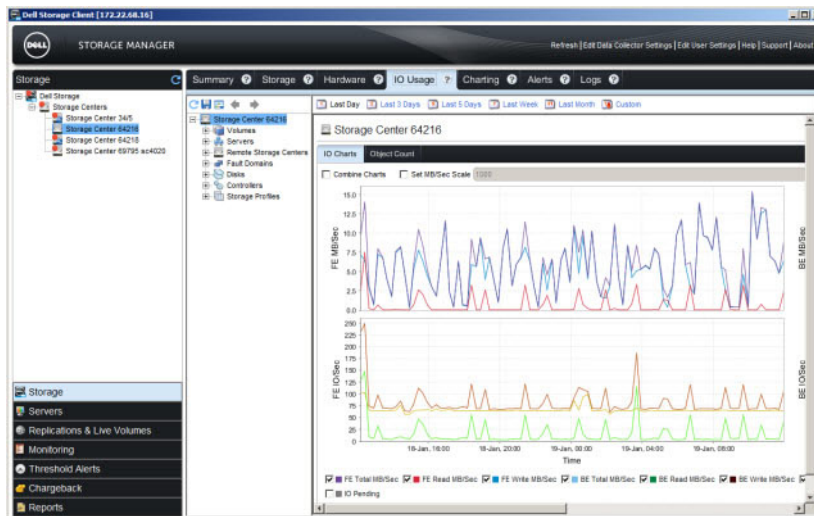 Dell Storage Client [172.22.68.16]
DELL
STORAGE MANAGER
Refresh | Edit Data Collector Settings | Edit User Settings | Help | Support | About
Storage
Summary
Storage
Hardware
IO Usage
Charting
Alerts
Logs
Dell Storage
Storage Centers
Storage Center 34/5
Storage Center 64216
Storage Center 64218
Storage Center 69795 sc4020
Storage Center 64216
Volumes
Servers
Remote Storage Centers
Fault Domains
Disks
Controllers
Storage Profiles
Last Day
Last 3 Days
Last 5 Days
Last Week
Last Month
Custom
Storage Center 64216
IO Charts
Object Count
Combine Charts
Set MB/Sec Scale
1000
FE MB/Sec
15.0
12.5
10.0
7.5
5.0
2.5
0.0
BE MB/Sec
FE IO/Sec
250
225
200
175
150
125
100
75
50
25
0
BE IO/Sec
18-Jan, 16:00
18-Jan, 20:00
19-Jan, 00:00
19-Jan, 04:00
19-Jan, 08:00
Time
FE Total MB/Sec
FE Read MB/Sec
FE Write MB/Sec
BE Total MB/Sec
BE Read MB/Sec
BE Write MB/Sec
IO Pending
Storage
Servers
Replications & Live Volumes
Monitoring
Threshold Alerts
Chargeback
Reports